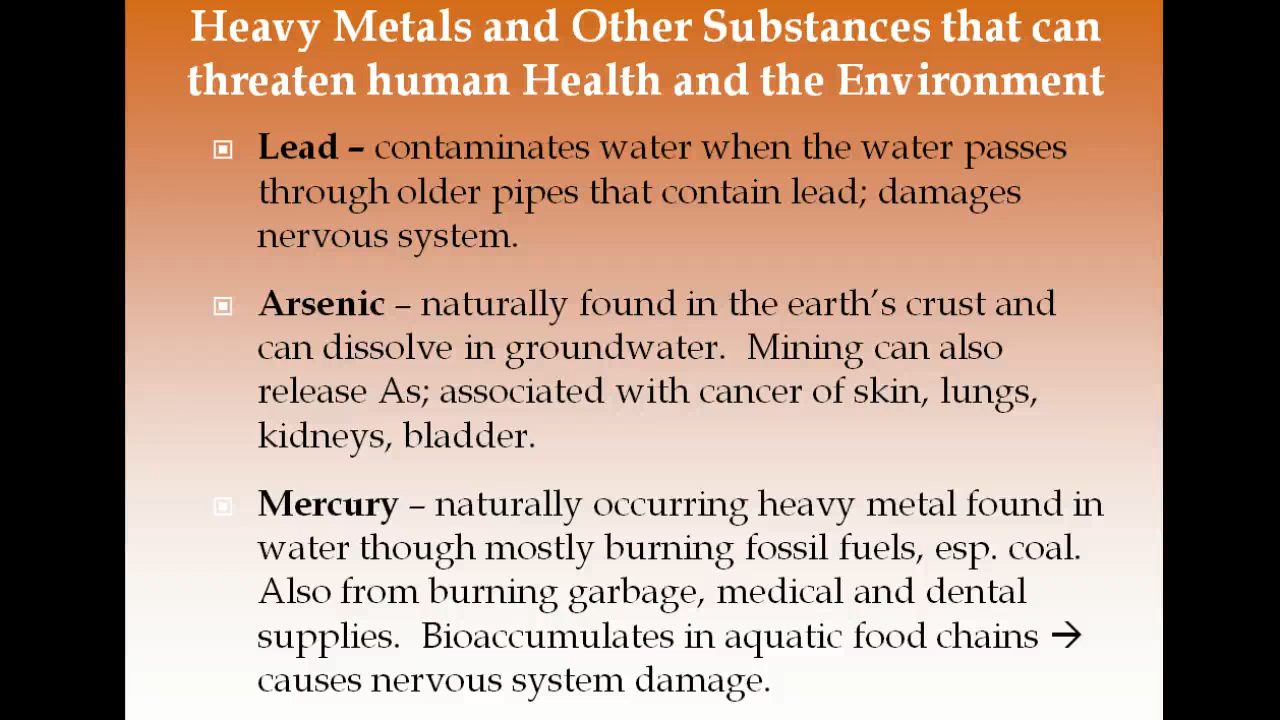 Heavy Metals and Other Substances that can
threaten human Health and the Environment
Lead – contaminates water when the water passes
through older pipes that contain lead; damages
nervous system.
Arsenic – naturally found in the earth’s crust and
can dissolve in groundwater.  Mining can also
release As; associated with cancer of skin, lungs,
kidneys, bladder.
Mercury – naturally occurring heavy metal found in
water though mostly burning fossil fuels, esp. coal.
Also from burning garbage, medical and dental
supplies.  Bioaccumulates in aquatic food chains →
causes nervous system damage.